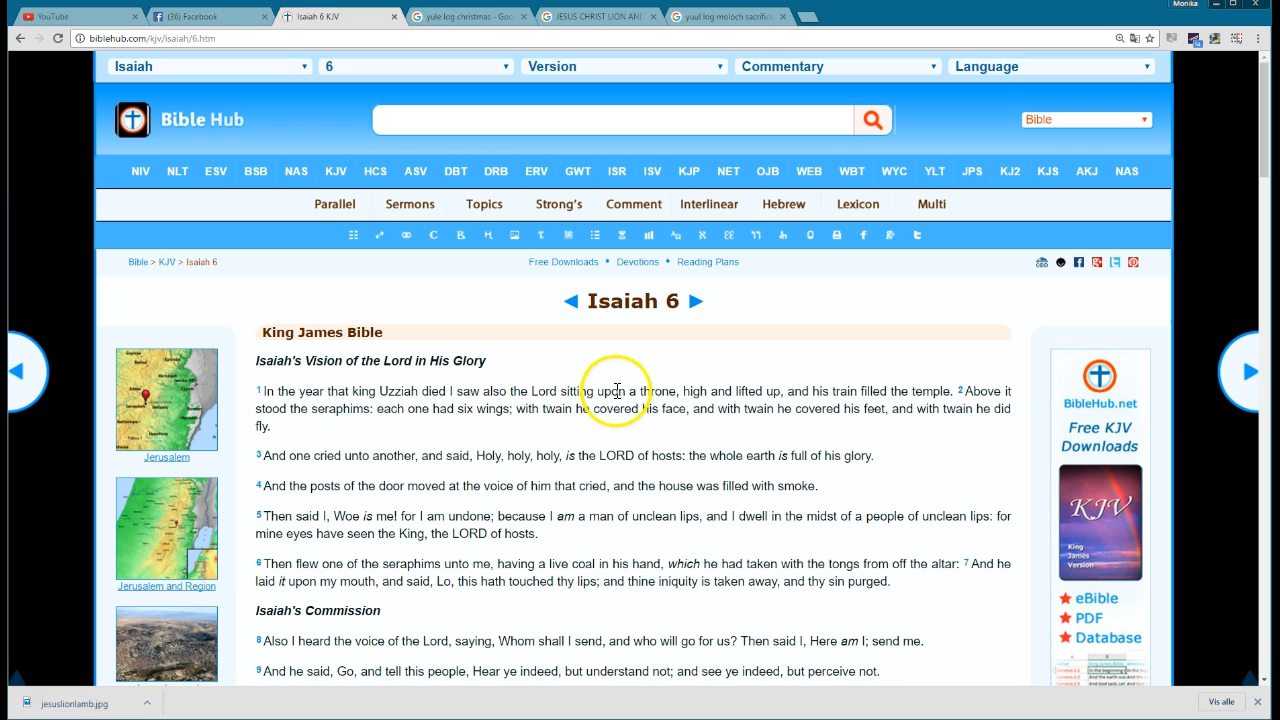 Monika
YouTube
(36) Facebook
Isaiah 6 KJV
yule log christmas - Goo
JESUS CHRIST LION AND
yuul log moloch sacrific
biblehub.com/kjv/isaiah/6.htm
Isaiah 6 Version Commentary Language
Bible Hub
Bible
NIV NLT ESV BSB NAS KJV HCS ASV DBT DRB ERV GWT ISR ISV KJP NET OJB WEB WBT WYC YLT JPS KJ2 KJS AKJ NAS
Parallel Sermons Topics Strong's Comment Interlinear Hebrew Lexicon Multi
Bible > KJV > Isaiah 6
Free Downloads • Devotions • Reading Plans
◄ Isaiah 6 ►
King James Bible
Isaiah's Vision of the Lord in His Glory
1 In the year that king Uzziah died I saw also the Lord sitting upon a throne, high and lifted up, and his train filled the temple. 2 Above it
stood the seraphims: each one had six wings; with twain he covered his face, and with twain he covered his feet, and with twain he did
fly.
3 And one cried unto another, and said, Holy, holy, holy, is the LORD of hosts: the whole earth is full of his glory.
4 And the posts of the door moved at the voice of him that cried, and the house was filled with smoke.
5 Then said I, Woe is me! for I am undone; because I am a man of unclean lips, and I dwell in the midst of a people of unclean lips: for
mine eyes have seen the King, the LORD of hosts.
6 Then flew one of the seraphims unto me, having a live coal in his hand, which he had taken with the tongs from off the altar: 7 And he
laid it upon my mouth, and said, Lo, this hath touched thy lips; and thine iniquity is taken away, and thy sin purged.
Isaiah's Commission
8 Also I heard the voice of the Lord, saying, Whom shall I send, and who will go for us? Then said I, Here am I; send me.
9 And he said, Go, and tell this people, Hear ye indeed, but understand not; and see ye indeed, but perceive not.
Jerusalem
Jerusalem and Region
BibleHub.net
Free KJV
Downloads
KJV
King
James
Version
eBible
PDF
Database
jesuslionlamb.jpg
Vis alle